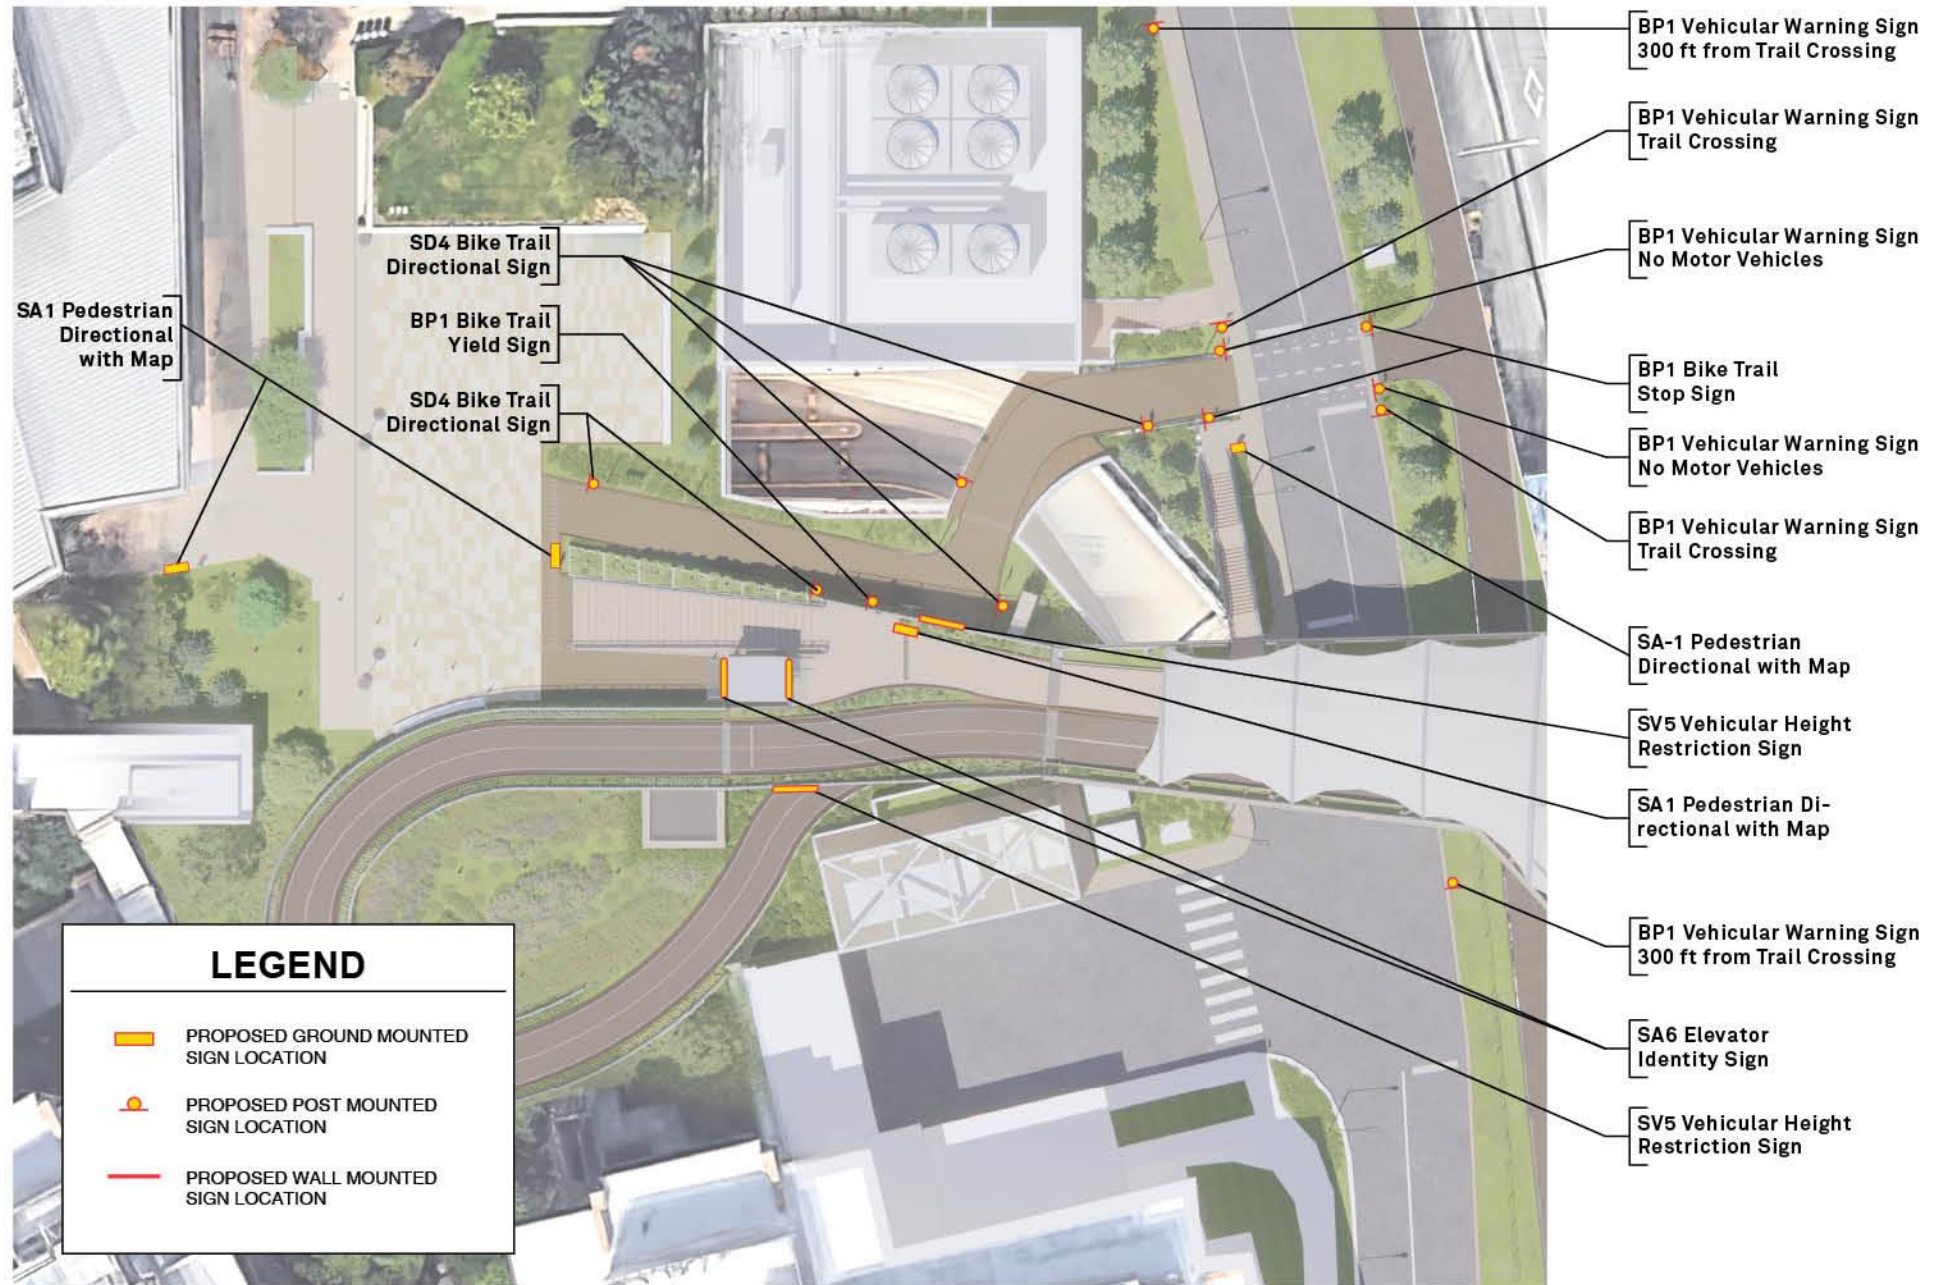 SA1 Pedestrian
Directional
with Map
SD4 Bike Trail
Directional Sign
BP1 Bike Trail
Yield Sign
SD4 Bike Trail
Directional Sign
BP1 Vehicular Warning Sign
300 ft from Trail Crossing
BP1 Vehicular Warning Sign
Trail Crossing
BP1 Vehicular Warning Sign
No Motor Vehicles
BP1 Bike Trail
Stop Sign
BP1 Vehicular Warning Sign
No Motor Vehicles
BP1 Vehicular Warning Sign
Trail Crossing
SA-1 Pedestrian
Directional with Map
SV5 Vehicular Height
Restriction Sign
SA1 Pedestrian Di-
rectional with Map
BP1 Vehicular Warning Sign
300 ft from Trail Crossing
SA6 Elevator
Identity Sign
SV5 Vehicular Height
Restriction Sign
LEGEND
PROPOSED GROUND MOUNTED
SIGN LOCATION
PROPOSED POST MOUNTED
SIGN LOCATION
PROPOSED WALL MOUNTED
SIGN LOCATION